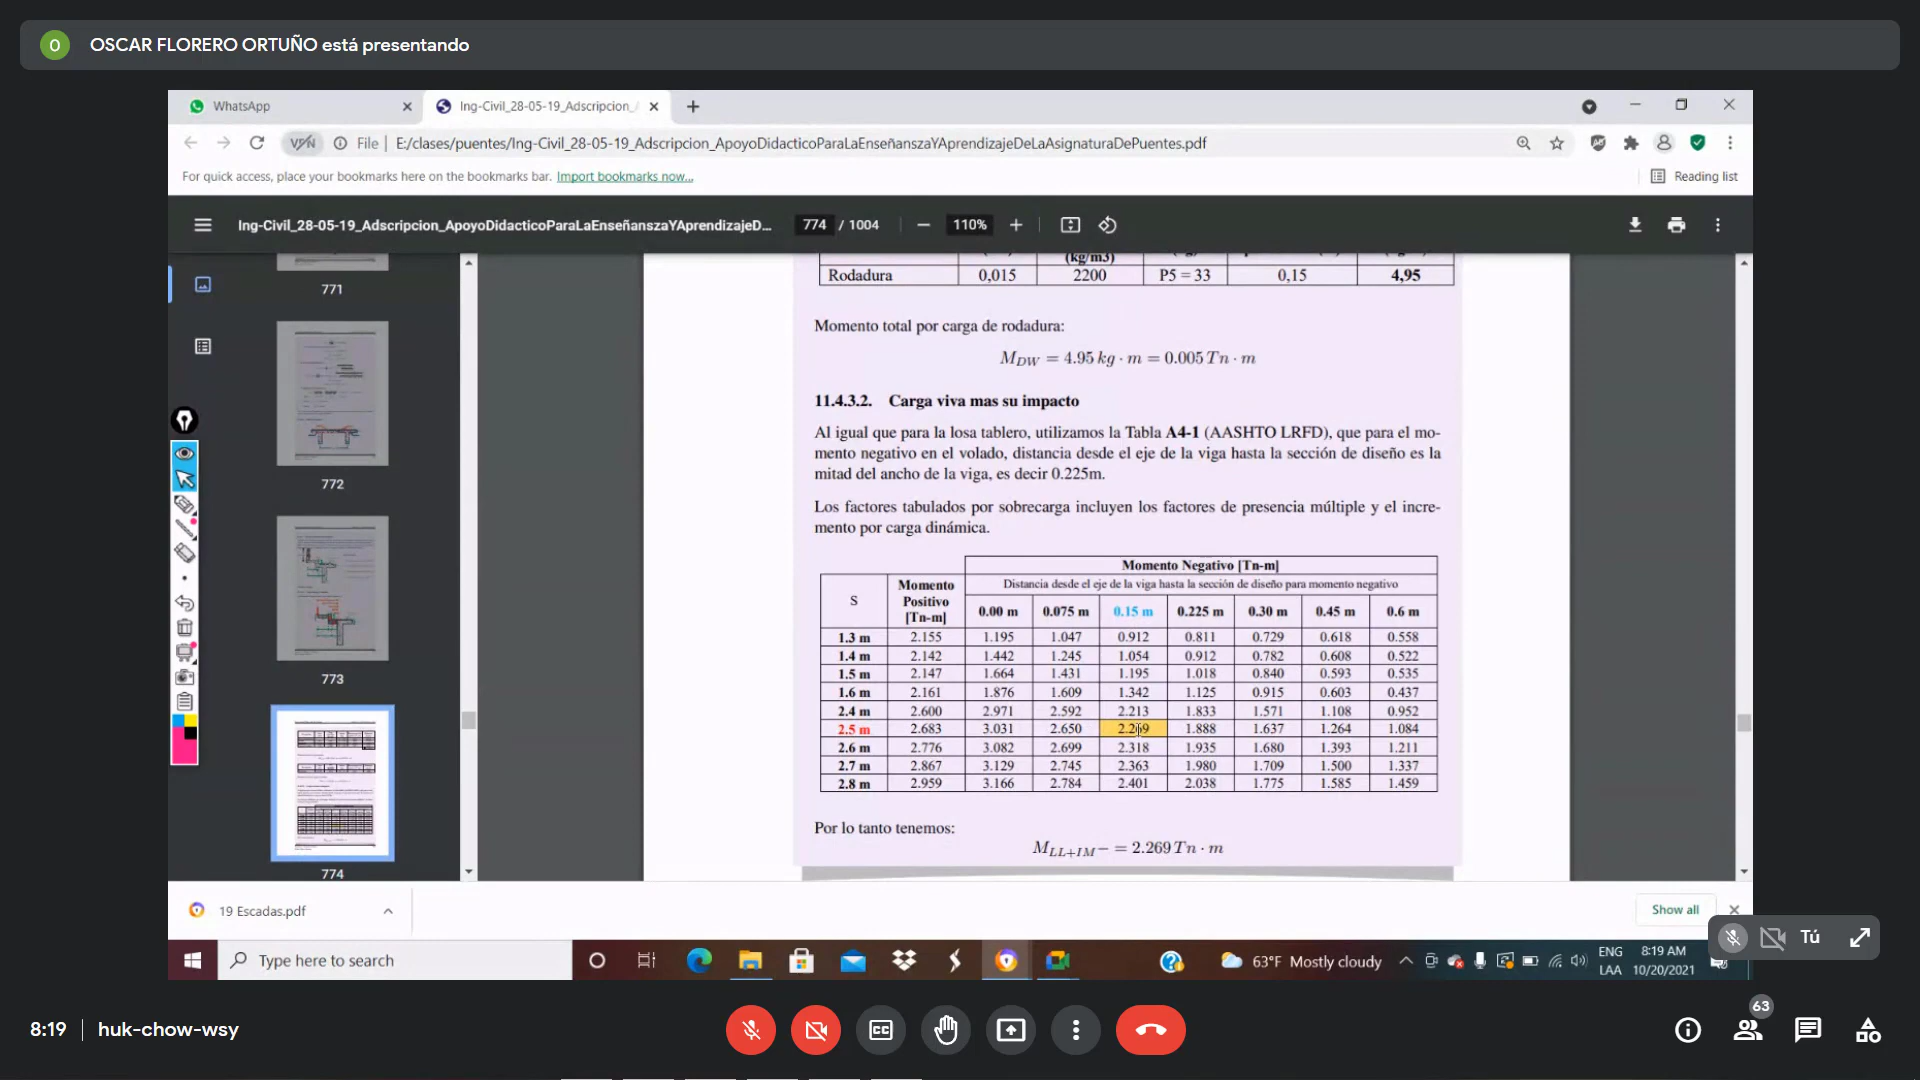 O OSCAR FLORERO ORTUÑO está presentando
WhatsApp
Ing-Civil_28-05-19_Adscripcion_A
VPN File E:/clases/puentes/Ing-Civil_28-05-19_Adscripcion_ApoyoDidacticoParaLaEnseñanszaYAprendizajeDeLaAsignaturaDePuentes.pdf
For quick access, place your bookmarks here on the bookmarks bar. Import bookmarks now...
Reading list
Ing-Civil_28-05-19_Adscripcion_ApoyoDidacticoParaLaEnseñanszaYAprendizajeD... 774 / 1004 − 110% +
771
772
773
774
(kg/m3)
Rodadura 0,015 2200 P5 = 33 0,15 4,95
Momento total por carga de rodadura:
M_DW = 4.95 kg · m = 0.005 Tn · m
11.4.3.2. Carga viva mas su impacto
Al igual que para la losa tablero, utilizamos la Tabla A4-1 (AASHTO LRFD), que para el mo-
mento negativo en el volado, distancia desde el eje de la viga hasta la sección de diseño es la
mitad del ancho de la viga, es decir 0.225m.
Los factores tabulados por sobrecarga incluyen los factores de presencia múltiple y el incre-
mento por carga dinámica.
Momento Negativo [Tn-m]
Distancia desde el eje de la viga hasta la sección de diseño para momento negativo
S
Momento
Positivo
[Tn-m]
0.00 m 0.075 m 0.15 m 0.225 m 0.30 m 0.45 m 0.6 m
1.3 m 2.155 1.195 1.047 0.912 0.811 0.729 0.618 0.558
1.4 m 2.142 1.442 1.245 1.054 0.912 0.782 0.608 0.522
1.5 m 2.147 1.664 1.431 1.195 1.018 0.840 0.593 0.535
1.6 m 2.161 1.876 1.609 1.342 1.125 0.915 0.603 0.437
2.4 m 2.600 2.971 2.592 2.213 1.833 1.571 1.108 0.952
2.5 m 2.683 3.031 2.650 2.269 1.888 1.637 1.264 1.084
2.6 m 2.776 3.082 2.699 2.318 1.935 1.680 1.393 1.211
2.7 m 2.867 3.129 2.745 2.363 1.980 1.709 1.500 1.337
2.8 m 2.959 3.166 2.784 2.401 2.038 1.775 1.585 1.459
Por lo tanto tenemos:
M_LL+IM− = 2.269 Tn · m
19 Escadas.pdf
Show all
Tú
Type here to search
63°F Mostly cloudy
ENG
LAA
8:19 AM
10/20/2021
8:19 | huk-chow-wsy
CC
63